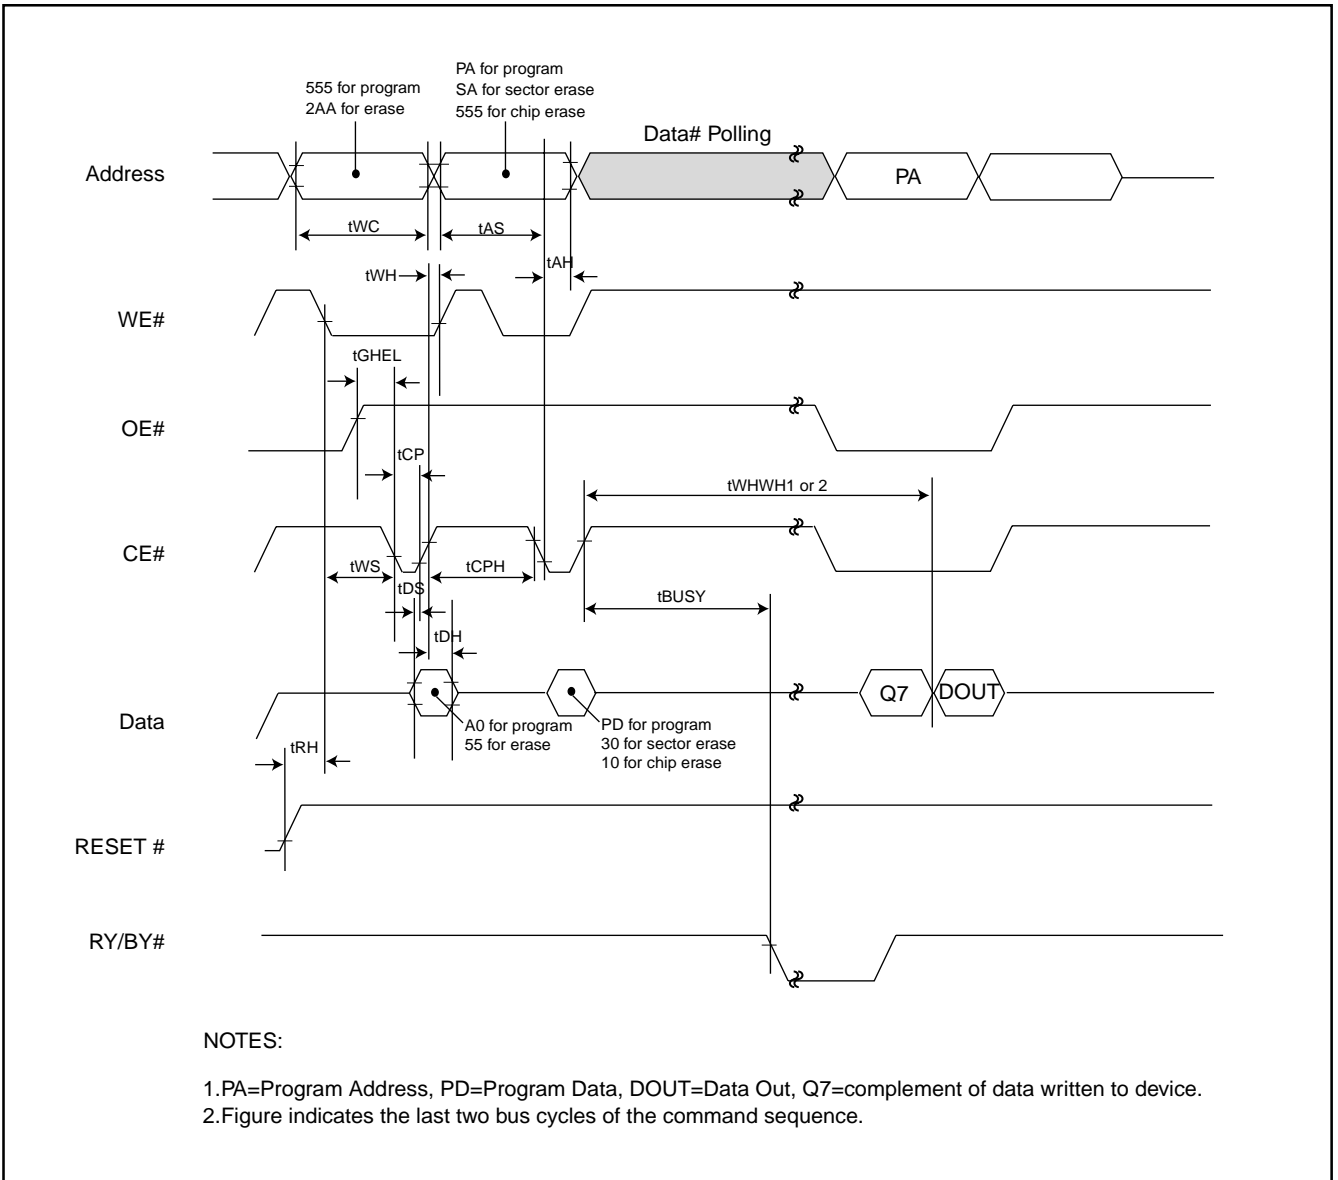 555 for program
2AA for erase
PA for program
SA for sector erase
555 for chip erase
Data# Polling
Address
PA
tWC
tAS
tWH
tAH
WE#
tGHEL
OE#
tCP
tWHWH1 or 2
CE#
tWS
tCPH
tDS
tBUSY
tDH
Data
Q7
DOUT
A0 for program
55 for erase
PD for program
30 for sector erase
10 for chip erase
tRH
RESET #
RY/BY#
NOTES:
1.PA=Program Address, PD=Program Data, DOUT=Data Out, Q7=complement of data written to device.
2.Figure indicates the last two bus cycles of the command sequence.